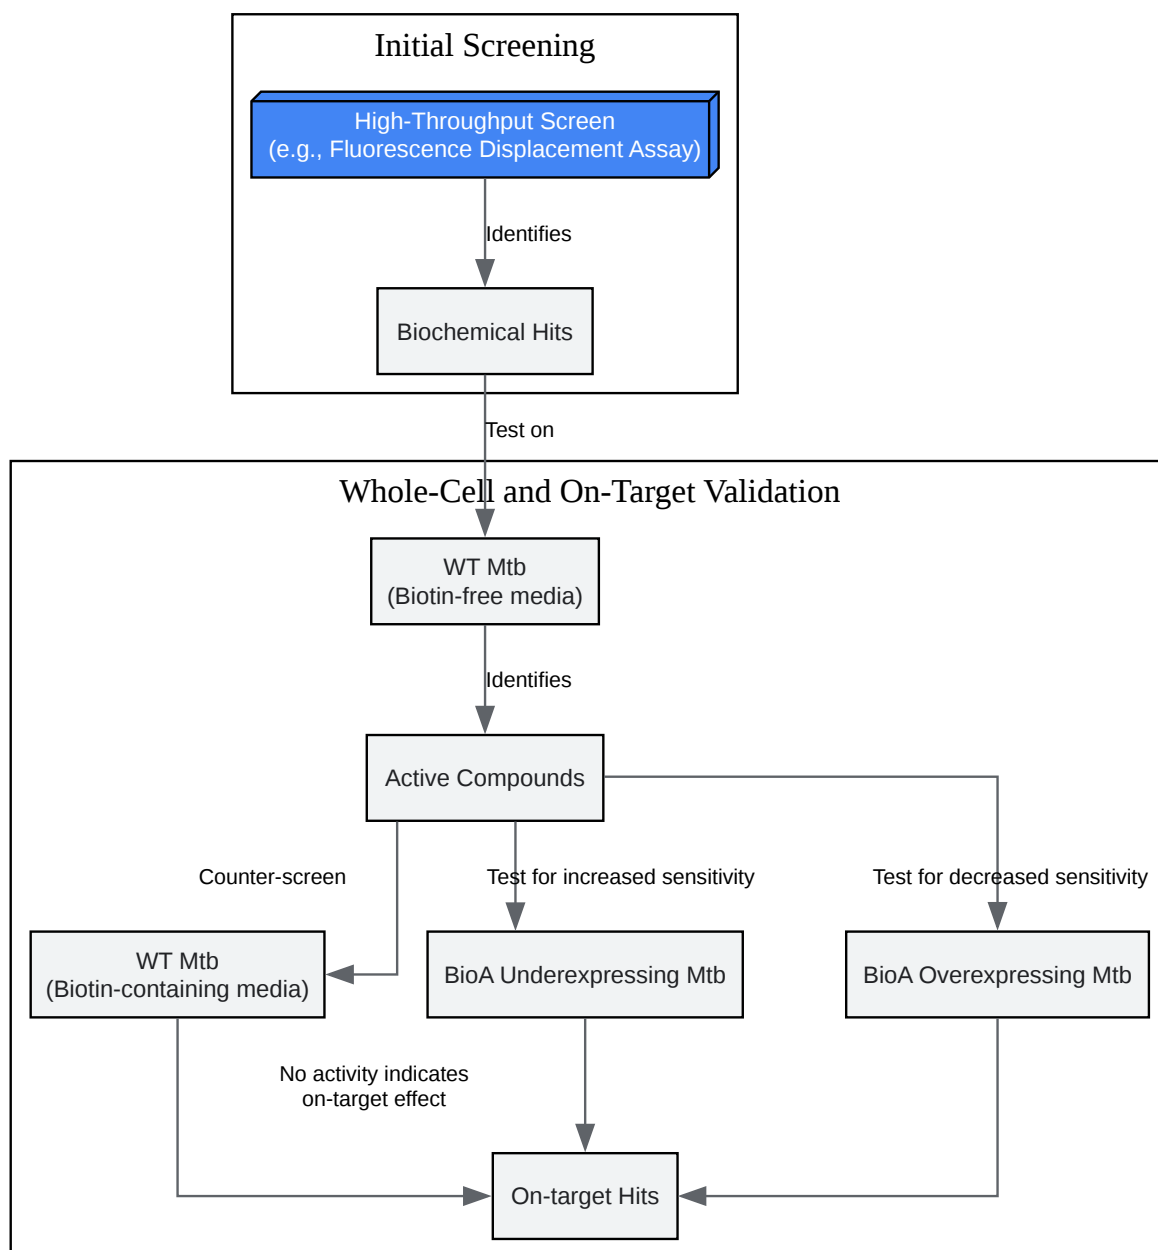 Initial Screening
High-Throughput Screen
(e.g., Fluorescence Displacement Assay)
Identifies
Biochemical Hits
Test on
Whole-Cell and On-Target Validation
WT Mtb
(Biotin-free media)
Identifies
Active Compounds
Counter-screen
Test for increased sensitivity
Test for decreased sensitivity
WT Mtb
(Biotin-containing media)
BioA Underexpressing Mtb
BioA Overexpressing Mtb
No activity indicates
on-target effect
On-target Hits